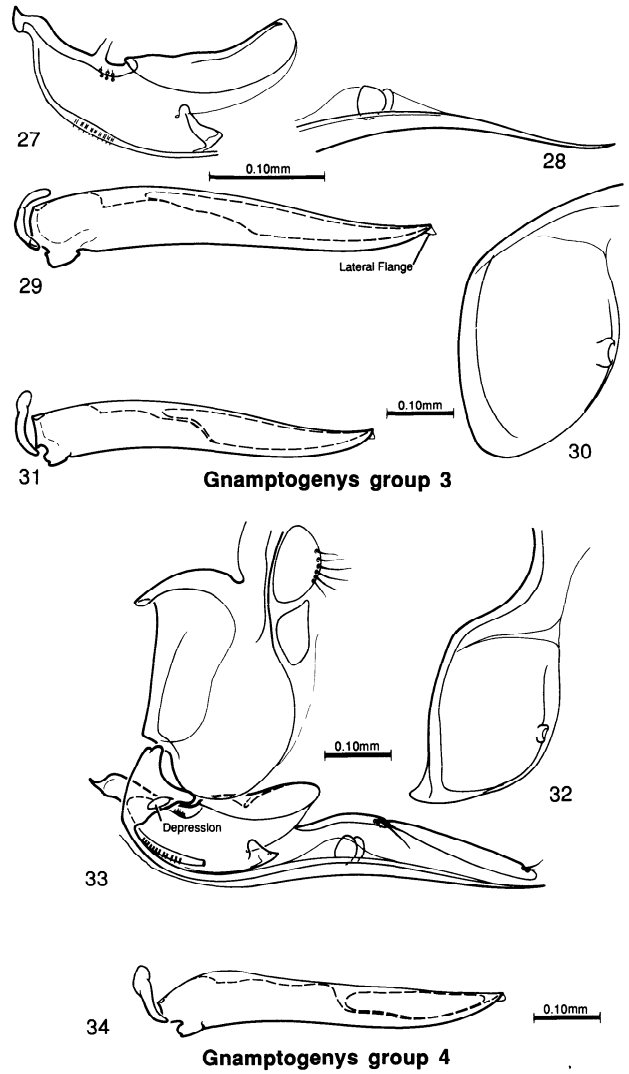 27
28
0.10mm
29
Lateral Flange
30
0.10mm
31
Gnamptogenys group 3
32
0.10mm
Depression
33
34
0.10mm
Gnamptogenys group 4